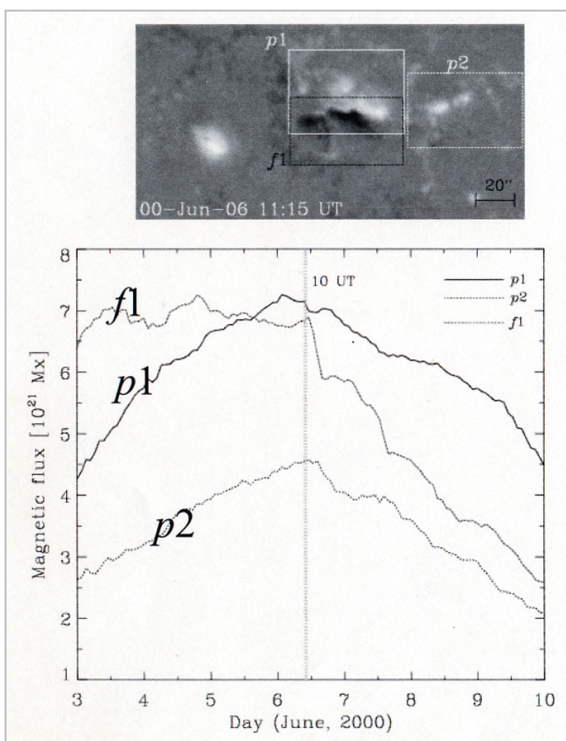 p1
p2
f1
20"
00-Jun-06 11:15 UT
8
7
6
5
4
3
2
1
Magnetic flux [10²¹ Mx]
10 UT
p1
p2
f1
f1
p1
p2
3 4 5 6 7 8 9 10
Day (June, 2000)